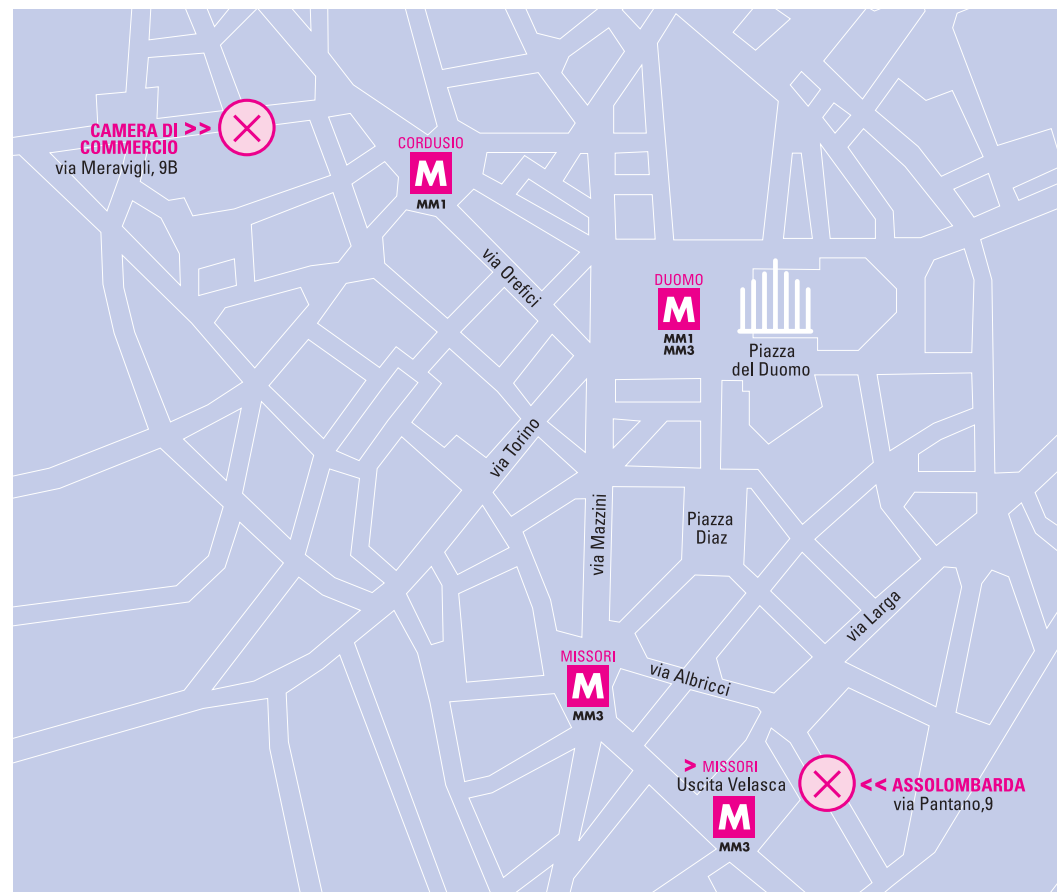 CAMERA DI >>
COMMERCIO
via Meravigli, 9B
CORDUSIO
M
MM1
via Orefici
DUOMO
M
MM1
MM3
Piazza
del Duomo
via Torino
via Mazzini
Piazza
Diaz
via Larga
MISSORI
M
MM3
via Albricci
> MISSORI
Uscita Velasca
M
MM3
<< ASSOLOMBARDA
via Pantano,9